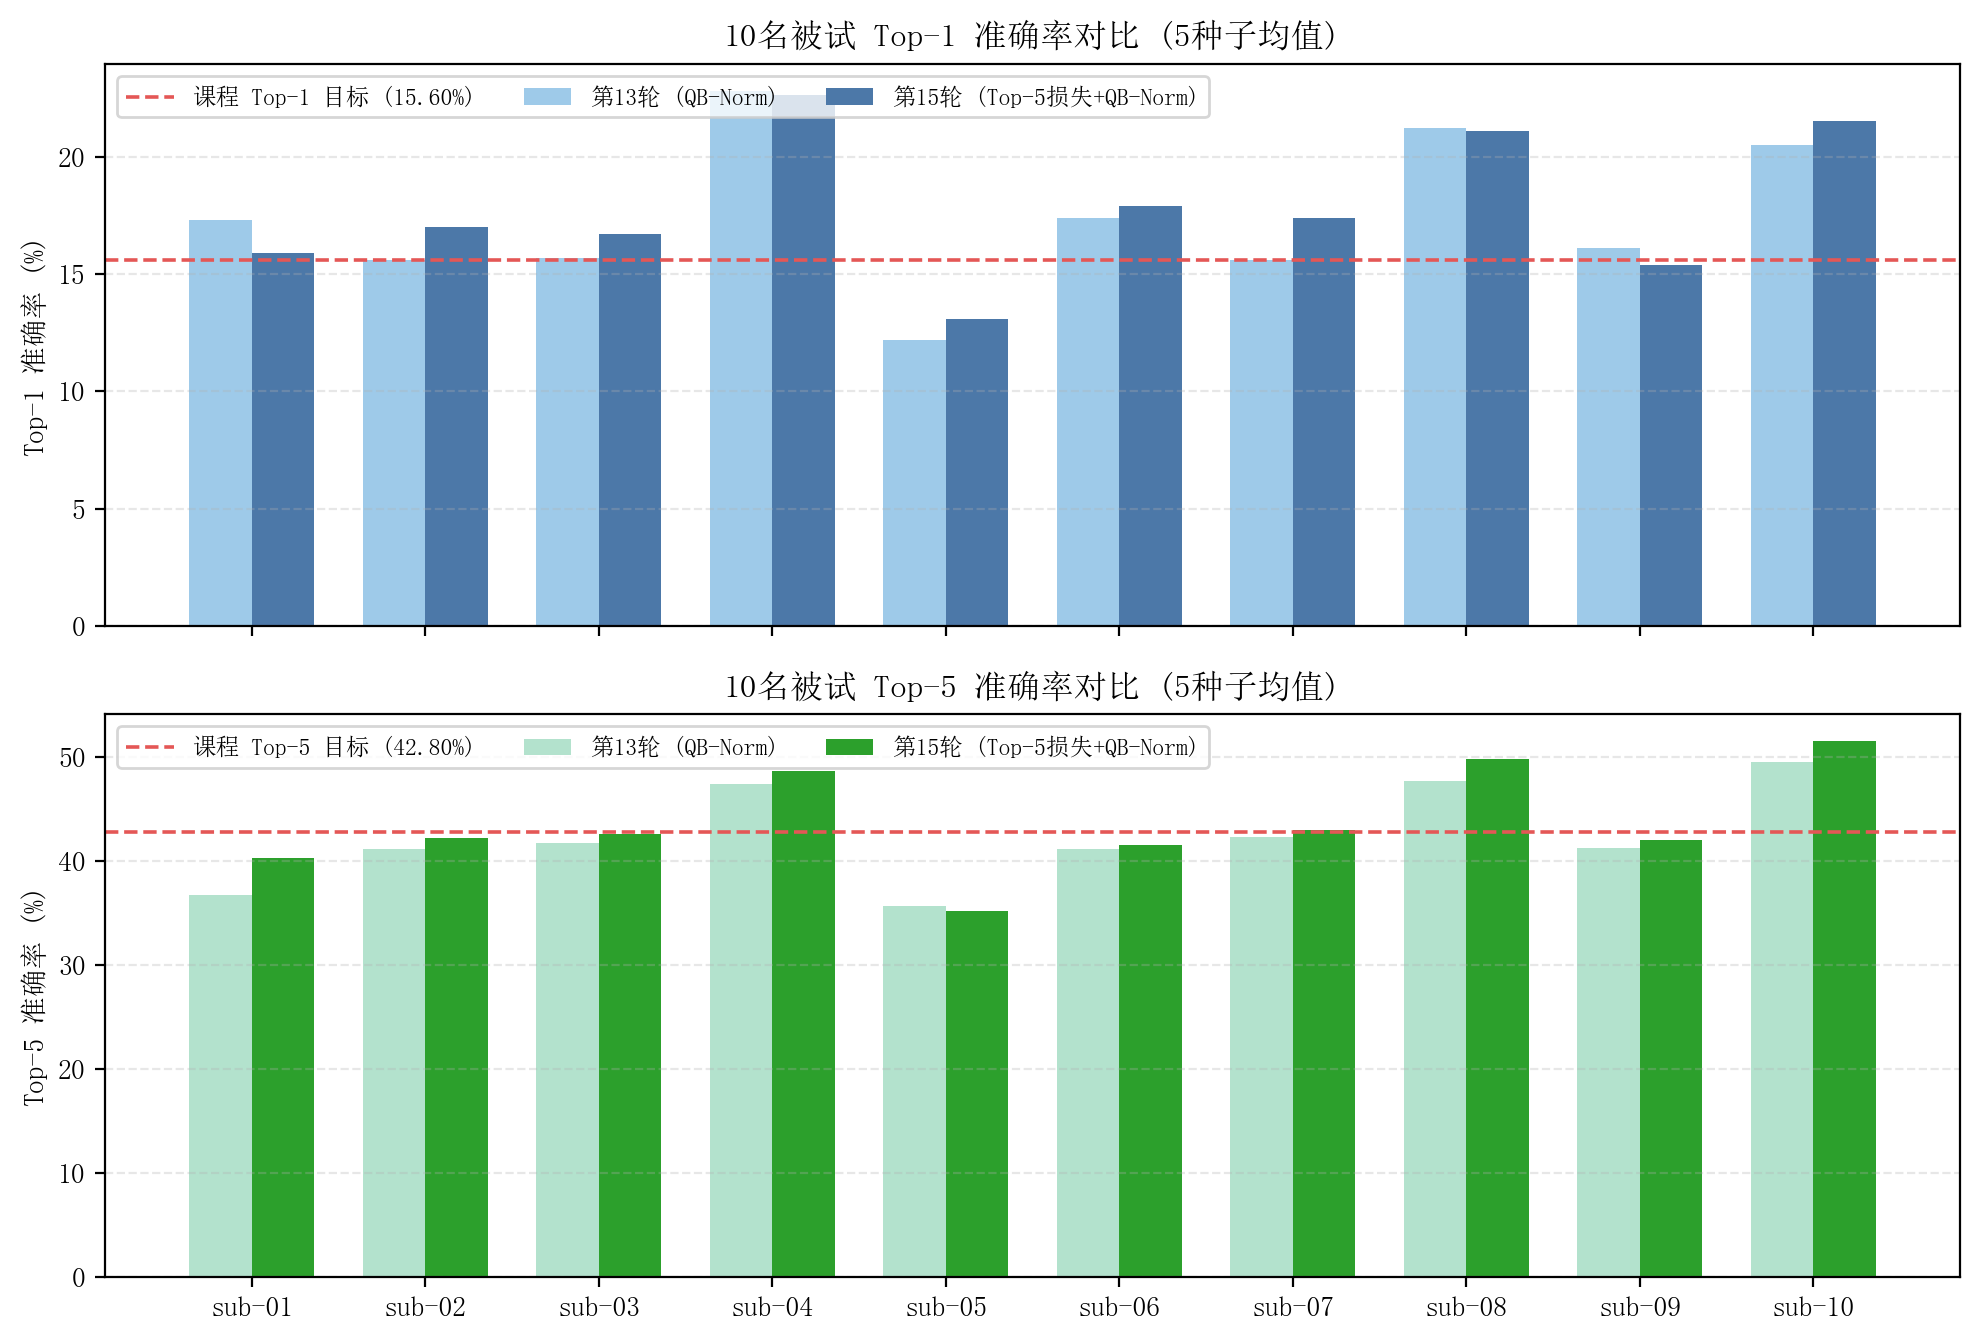 10名被试 Top-1 准确率对比 (5种子均值)
课程 Top-1 目标 (15.60%) 第13轮 (QB-Norm) 第15轮 (Top-5损失+QB-Norm)
Top-1 准确率 (%)
20
15
10
5
0
10名被试 Top-5 准确率对比 (5种子均值)
课程 Top-5 目标 (42.80%) 第13轮 (QB-Norm) 第15轮 (Top-5损失+QB-Norm)
Top-5 准确率 (%)
50
40
30
20
10
0
sub-01 sub-02 sub-03 sub-04 sub-05 sub-06 sub-07 sub-08 sub-09 sub-10